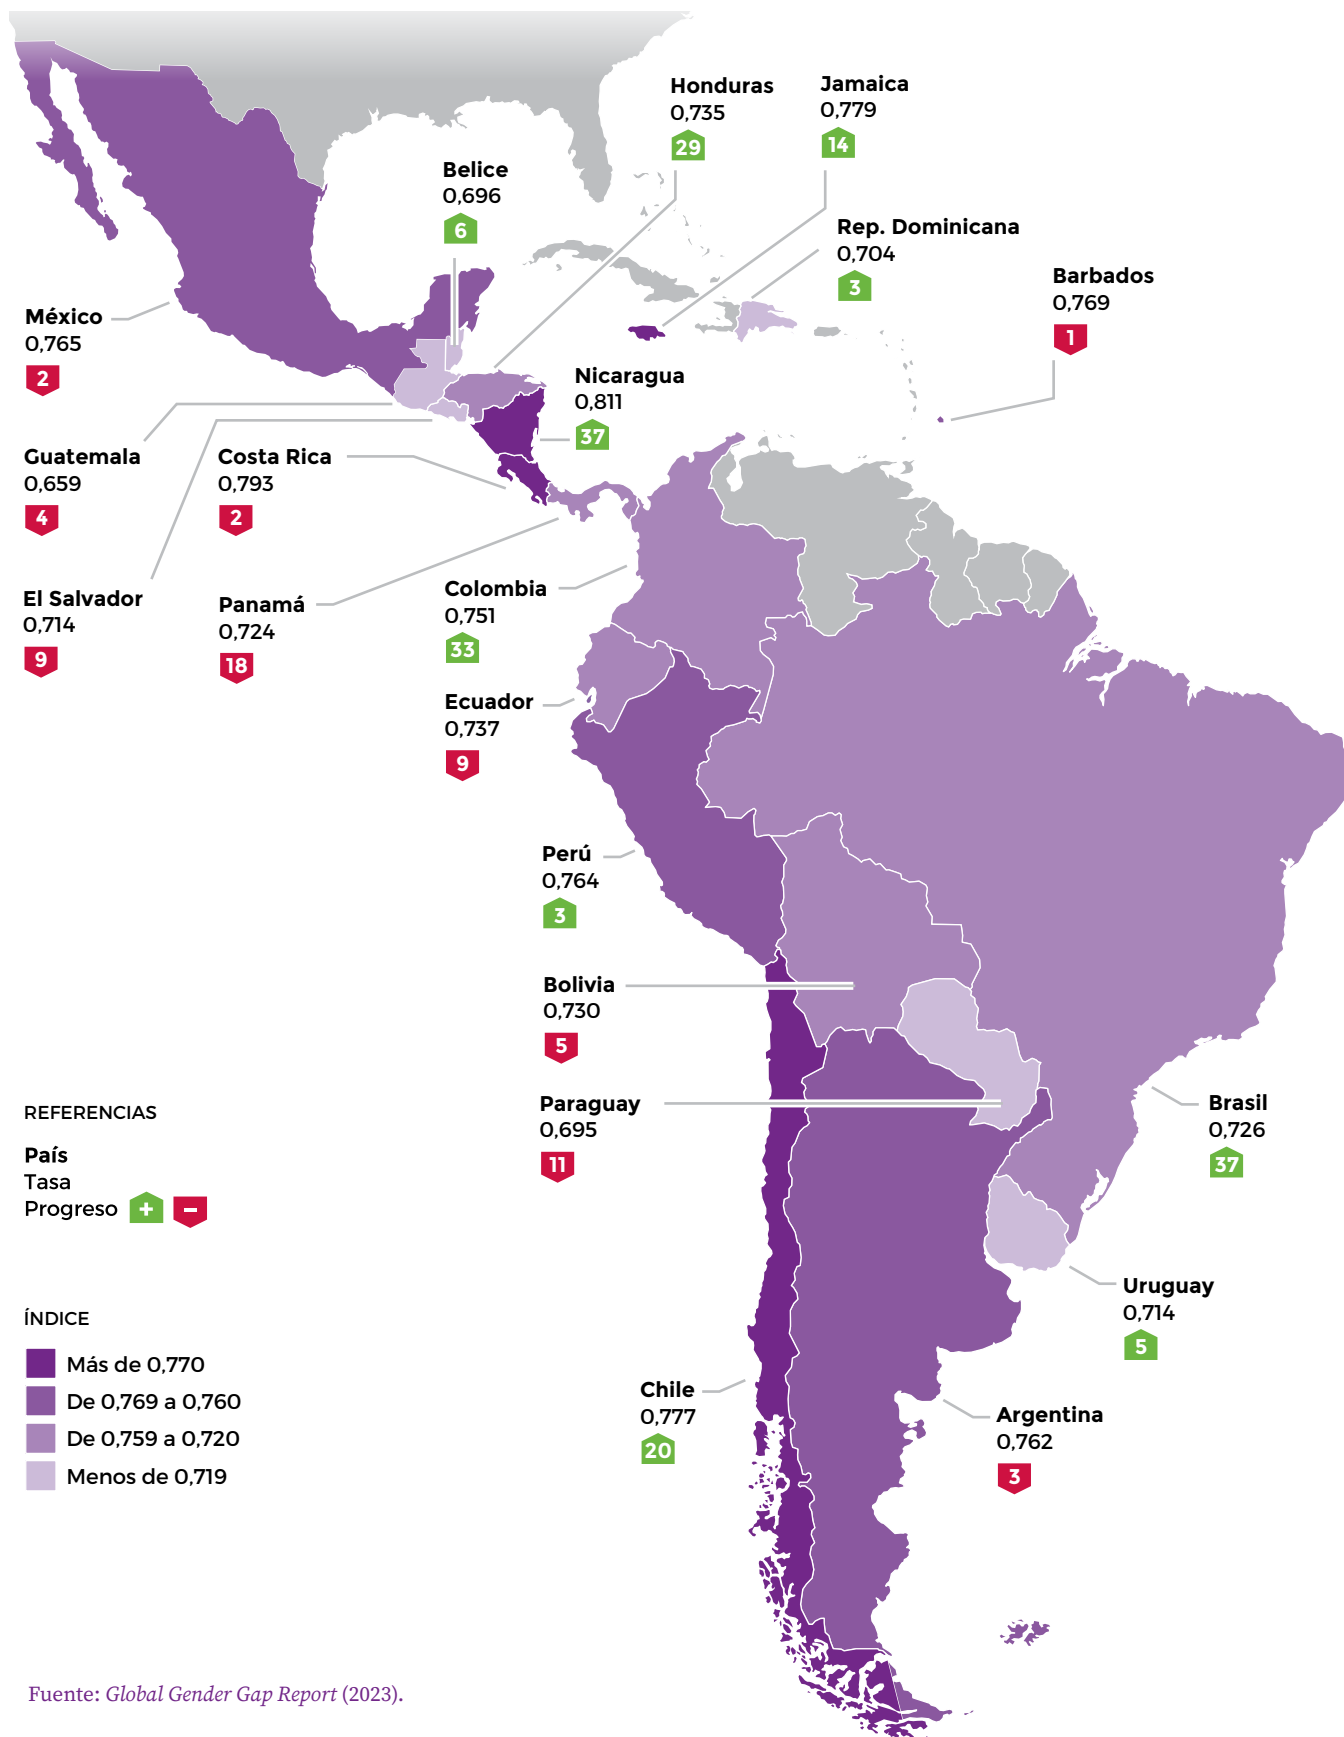 Honduras
0,735
29
Jamaica
0,779
14
Belice
0,696
6
Rep. Dominicana
0,704
3
Barbados
0,769
1
México
0,765
2
Nicaragua
0,811
37
Guatemala
0,659
4
Costa Rica
0,793
2
El Salvador
0,714
9
Panamá
0,724
18
Colombia
0,751
33
Ecuador
0,737
9
Perú
0,764
3
Bolivia
0,730
5
Paraguay
0,695
11
Brasil
0,726
37
Uruguay
0,714
5
Chile
0,777
20
Argentina
0,762
3
REFERENCIAS
País
Tasa
Progreso + −
ÍNDICE
Más de 0,770
De 0,769 a 0,760
De 0,759 a 0,720
Menos de 0,719
Fuente: Global Gender Gap Report (2023).